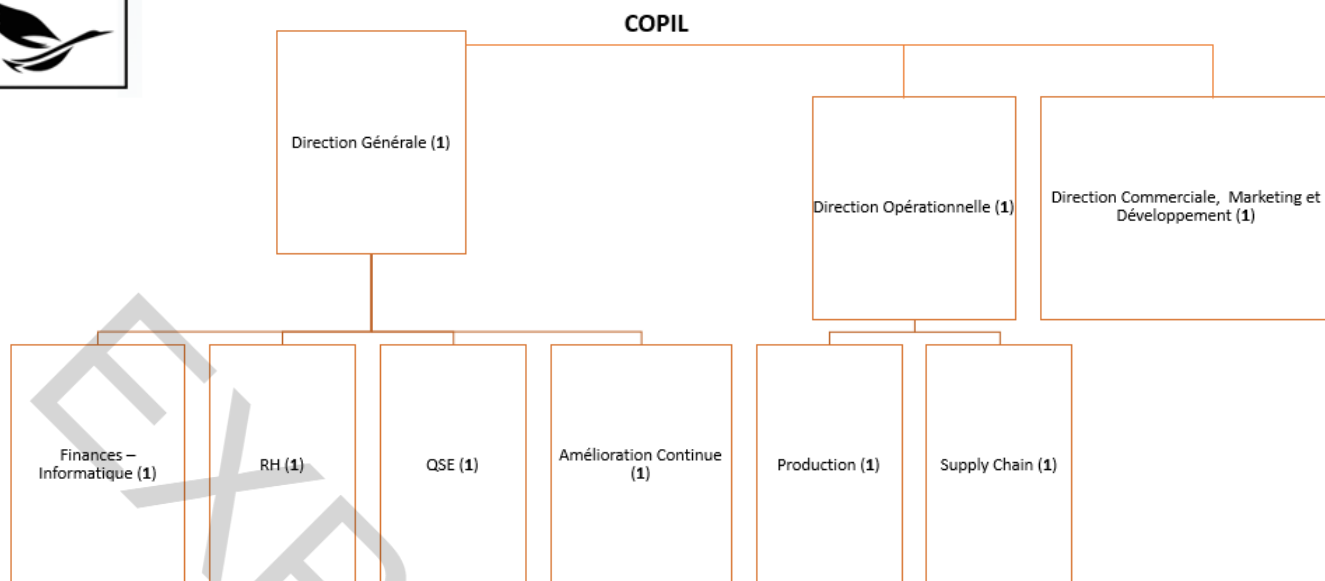 COPIL
Direction Générale (1)
Direction Opérationnelle (1)
Direction Commerciale, Marketing et
Développement (1)
Finances –
Informatique (1)
RH (1)
QSE (1)
Amélioration Continue
(1)
Production (1)
Supply Chain (1)